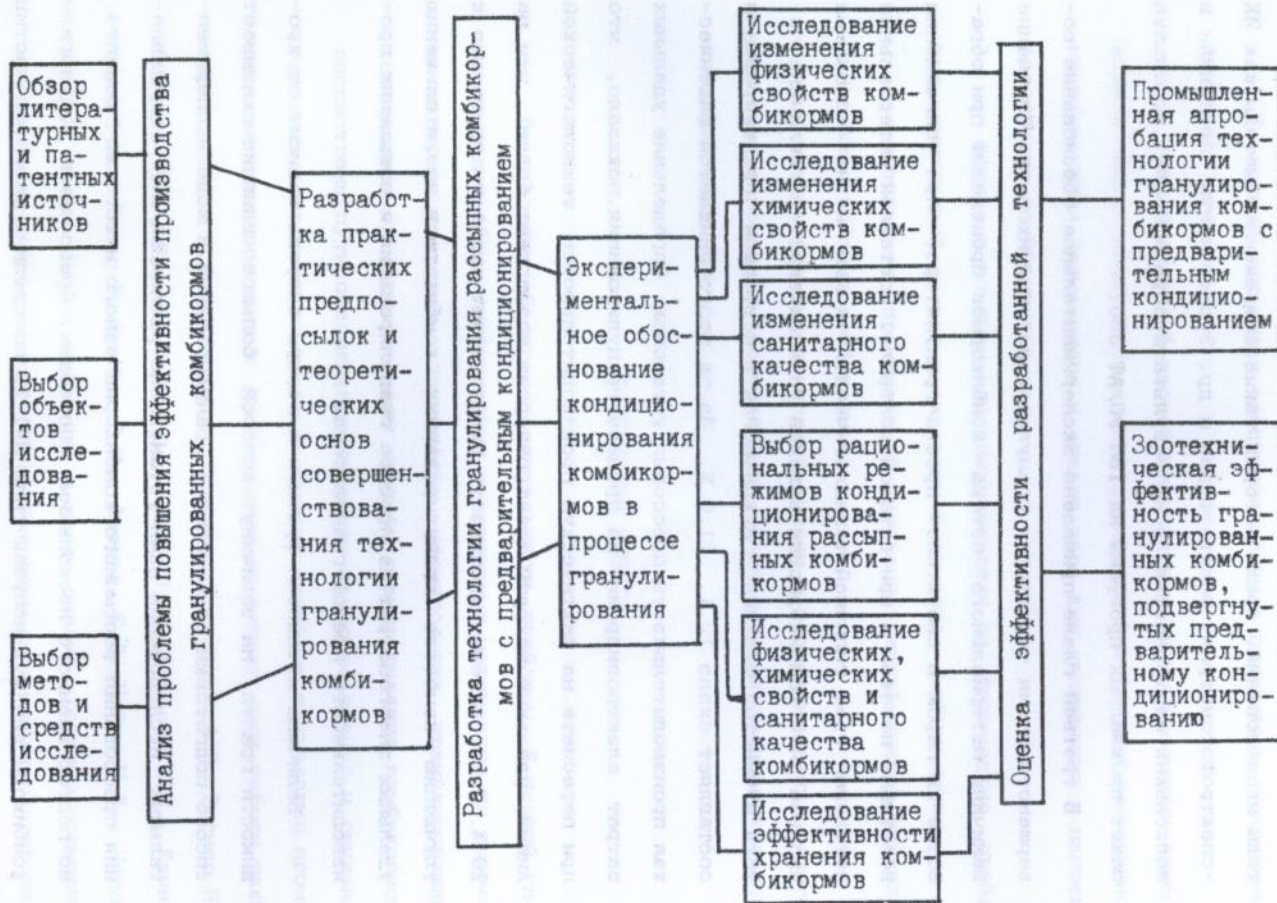 Обзор
литера-
турных
и па-
тентных
источ-
ников
Выбор
объек-
тов
иссле-
дова-
ния
Выбор
мето-
дов и
средств
иссле-
дования
Анализ проблемы повышения эффективности производства
гранулированных комбикормов
Разработ-
ка прак-
тических
предпо-
сылок и
теорети-
ческих
основ
совершен-
ствова-
ния тех-
нологии
гранули-
рования
комби-
кормов
Разработка технологии гранулирования рассыпных комбикор-
мов с предварительным кондиционированием
Экспери-
менталь-
ное обос-
нование
кондицио-
нирования
комбикор-
мов в
процессе
гранули-
рования
Исследование
изменения
физических
свойств ком-
бикормов
Исследование
изменения
химических
свойств ком-
бикормов
Исследование
изменения
санитарного
качества ком-
бикормов
Выбор рацио-
нальных ре-
жимов конди-
ционирова-
ния рассып-
ных комби-
кормов
Исследование
физических,
химических
свойств и
санитарного
качества
комбикормов
Исследование
эффективности
хранения ком-
бикормов
Оценка эффективности разработанной технологии
Промышлен-
ная апро-
бация тех-
нологии
гранулиро-
вания ком-
бикормов с
предвари-
тельным
кондицио-
нированием
Зоотехни-
ческая эф-
фектив-
ность гра-
нулирован-
ных комби-
кормов,
подвергну-
тых пред-
варитель-
ному кон-
дициониро-
ванию